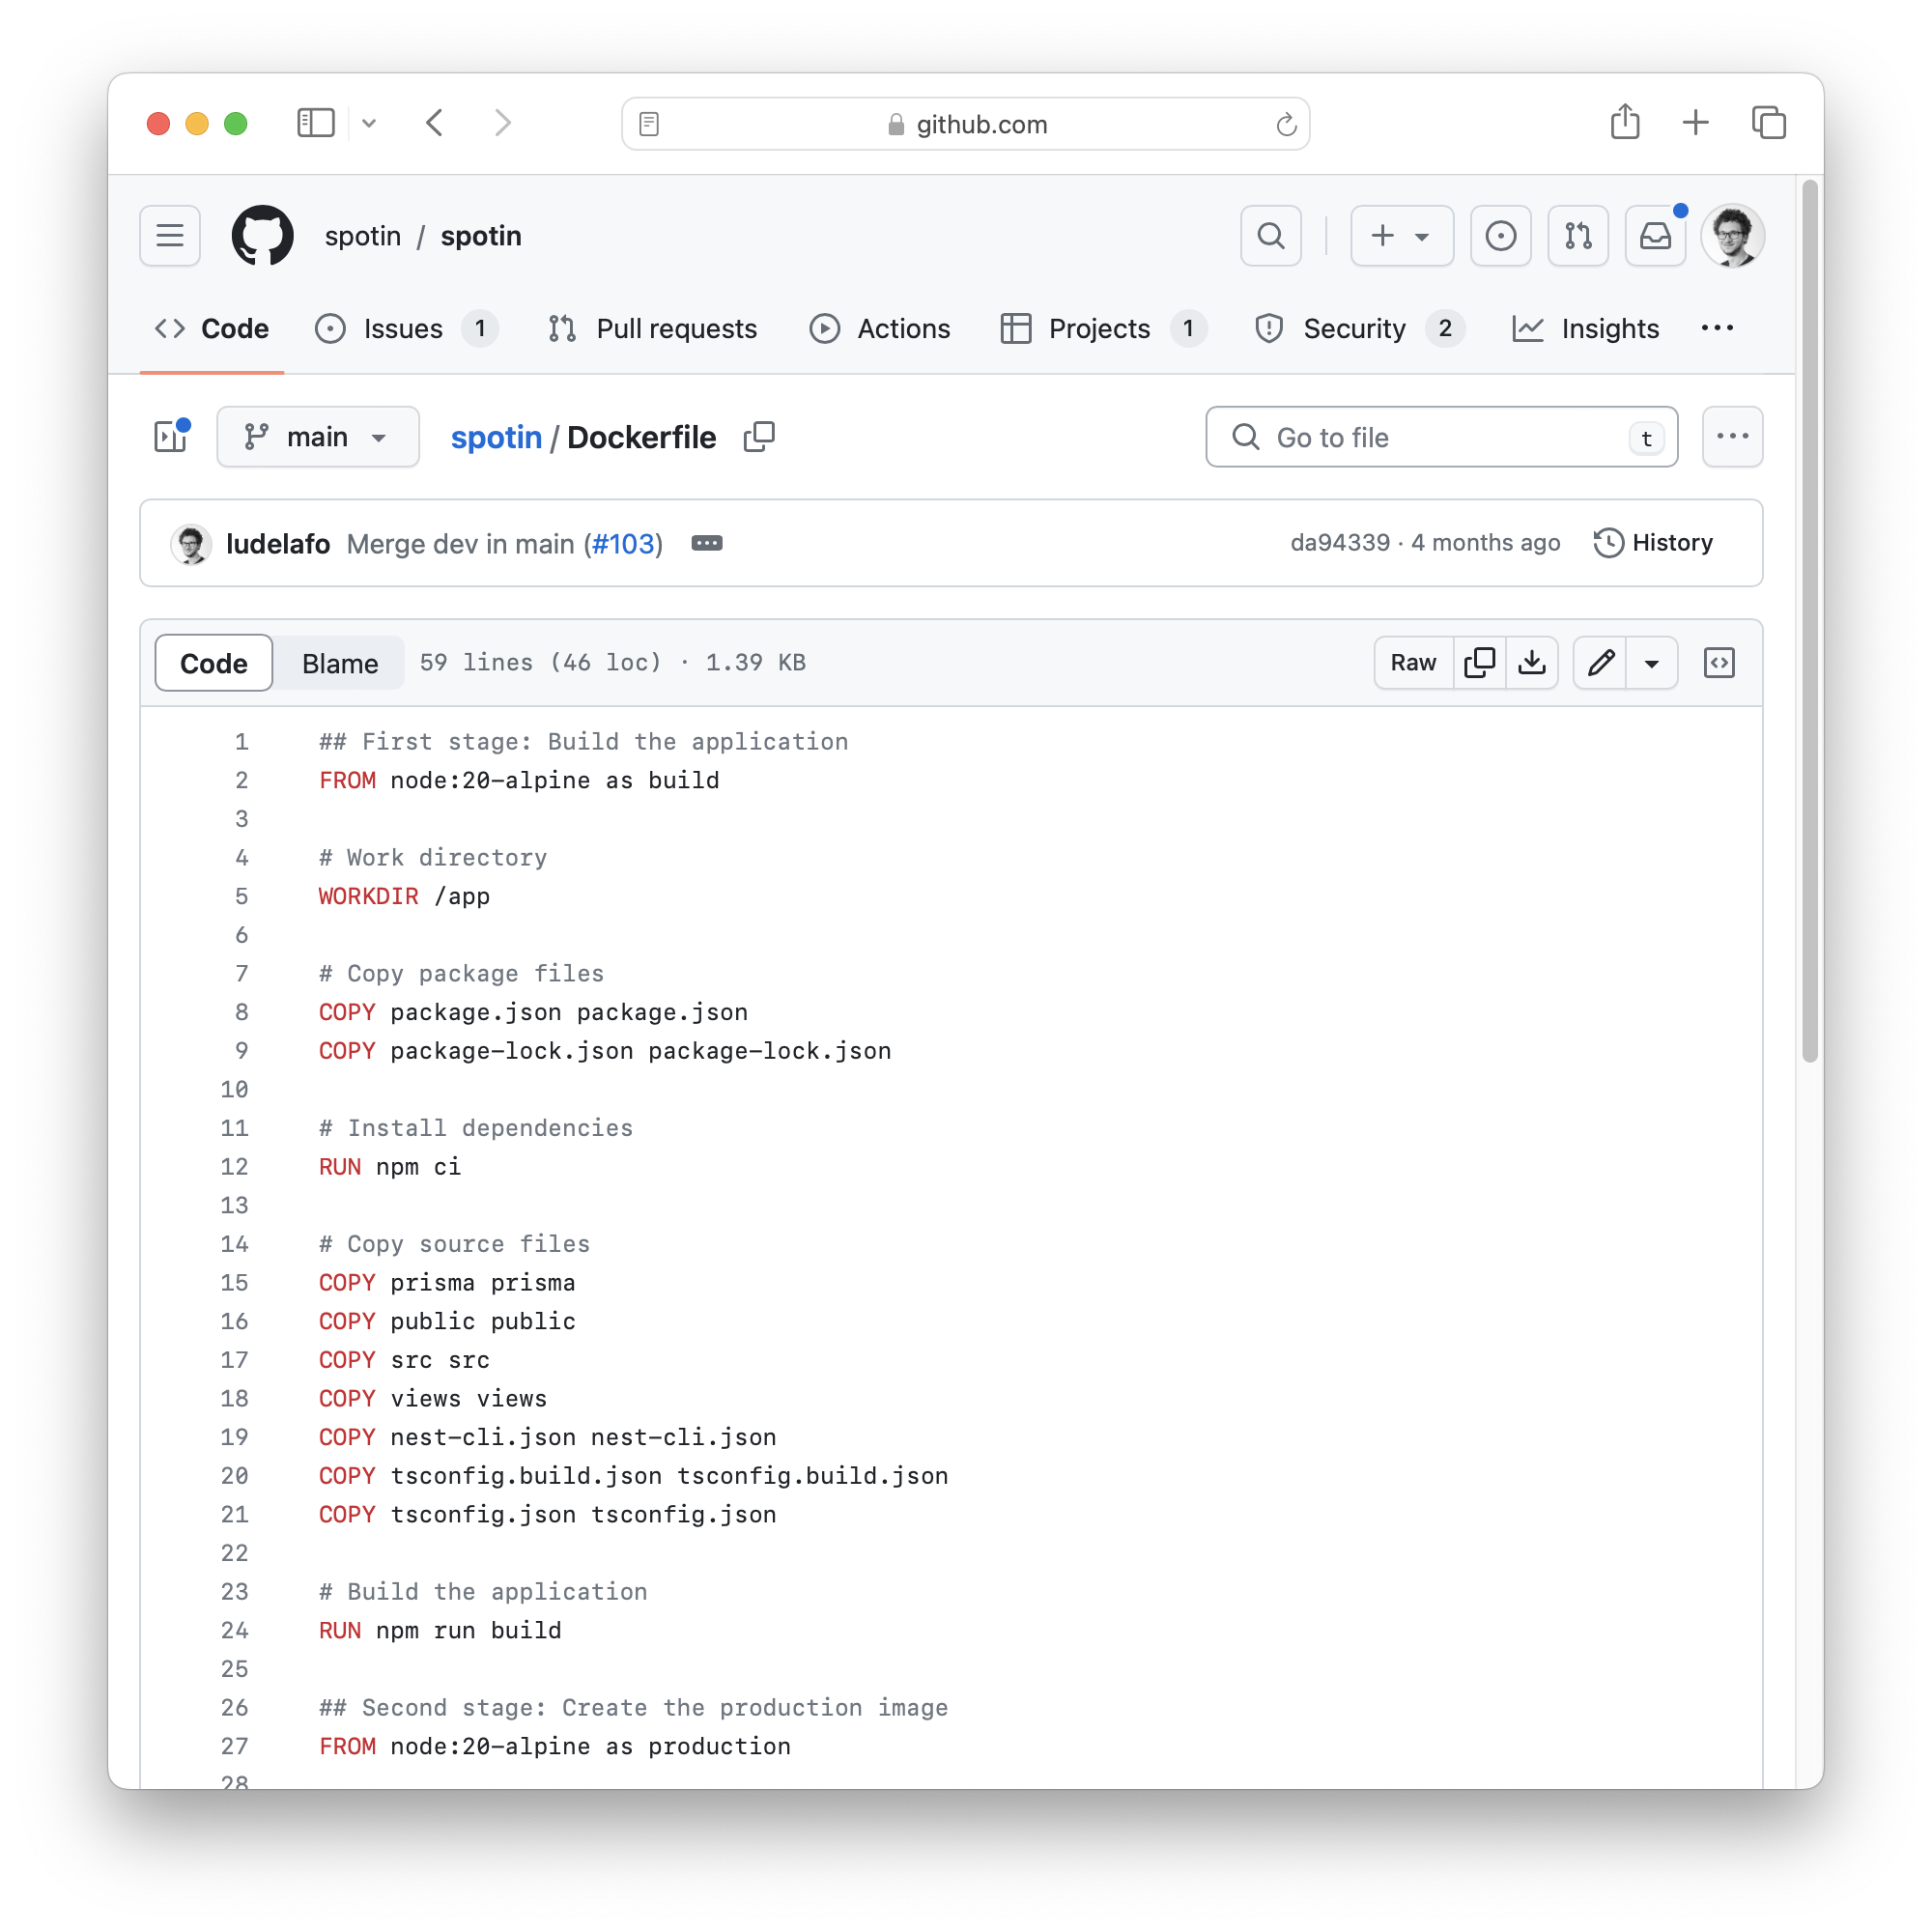 github.com
spotin / spotin
Code Issues 1 Pull requests Actions Projects 1 Security 2 Insights
main spotin / Dockerfile Go to file t
ludelafo Merge dev in main (#103) da94339 · 4 months ago History
Code Blame 59 lines (46 loc) · 1.39 KB Raw
1 ## First stage: Build the application
2 FROM node:20-alpine as build
3
4 # Work directory
5 WORKDIR /app
6
7 # Copy package files
8 COPY package.json package.json
9 COPY package-lock.json package-lock.json
10
11 # Install dependencies
12 RUN npm ci
13
14 # Copy source files
15 COPY prisma prisma
16 COPY public public
17 COPY src src
18 COPY views views
19 COPY nest-cli.json nest-cli.json
20 COPY tsconfig.build.json tsconfig.build.json
21 COPY tsconfig.json tsconfig.json
22
23 # Build the application
24 RUN npm run build
25
26 ## Second stage: Create the production image
27 FROM node:20-alpine as production
28